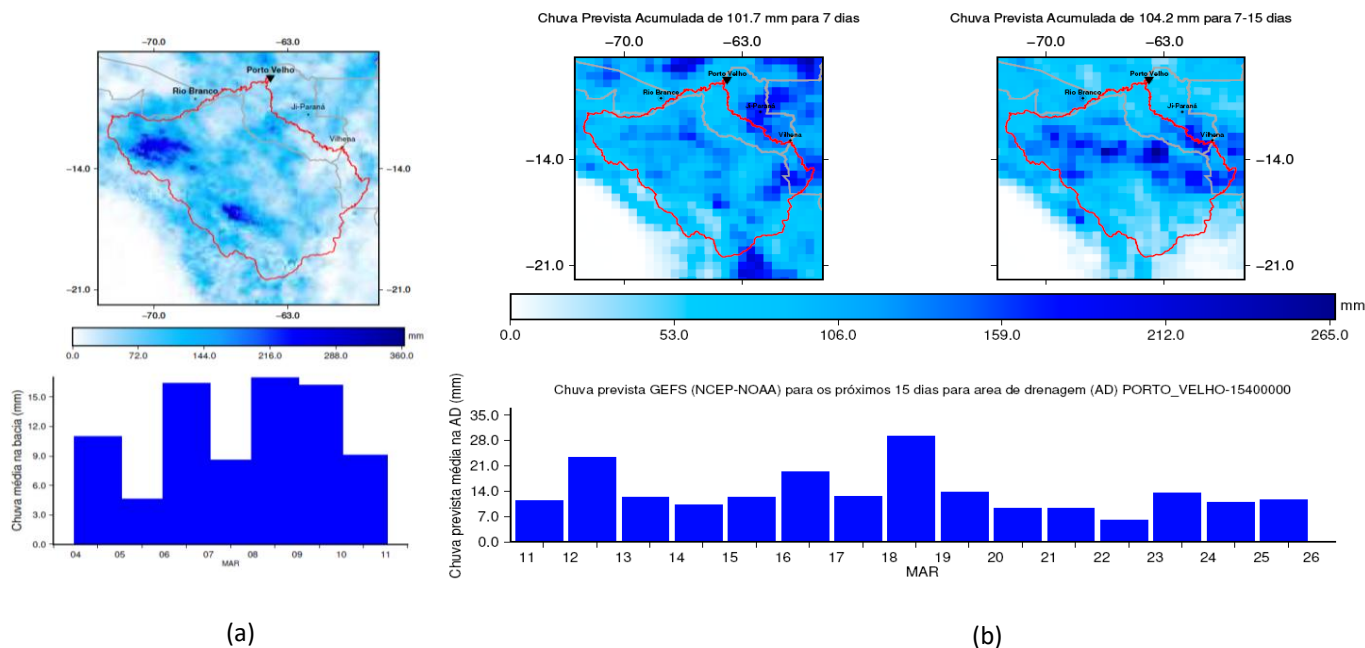 −70.0 −63.0
Porto Velho
Rio Branco
Ji-Paraná
Vilhena
−14.0 −14.0
−21.0 −21.0
−70.0 −63.0
mm
0.0 72.0 144.0 216.0 288.0 360.0
Chuva média na bacia (mm)
15.0
12.0
9.0
6.0
3.0
0.0
04 05 06 07 08 09 10 11
MAR
(a)
Chuva Prevista Acumulada de 101.7 mm para 7 dias
−70.0 −63.0
Porto Velho
Rio Branco
Ji-Paraná
Vilhena
−14.0
−21.0
Chuva Prevista Acumulada de 104.2 mm para 7-15 dias
−70.0 −63.0
Porto Velho
Rio Branco
Ji-Paraná
Vilhena
−14.0
−21.0
mm
0.0 53.0 106.0 159.0 212.0 265.0
Chuva prevista GEFS (NCEP-NOAA) para os próximos 15 dias para area de drenagem (AD) PORTO_VELHO-15400000
Chuva prevista média na AD (mm)
35.0
28.0
21.0
14.0
7.0
0.0
11 12 13 14 15 16 17 18 19 20 21 22 23 24 25 26
MAR
(b)